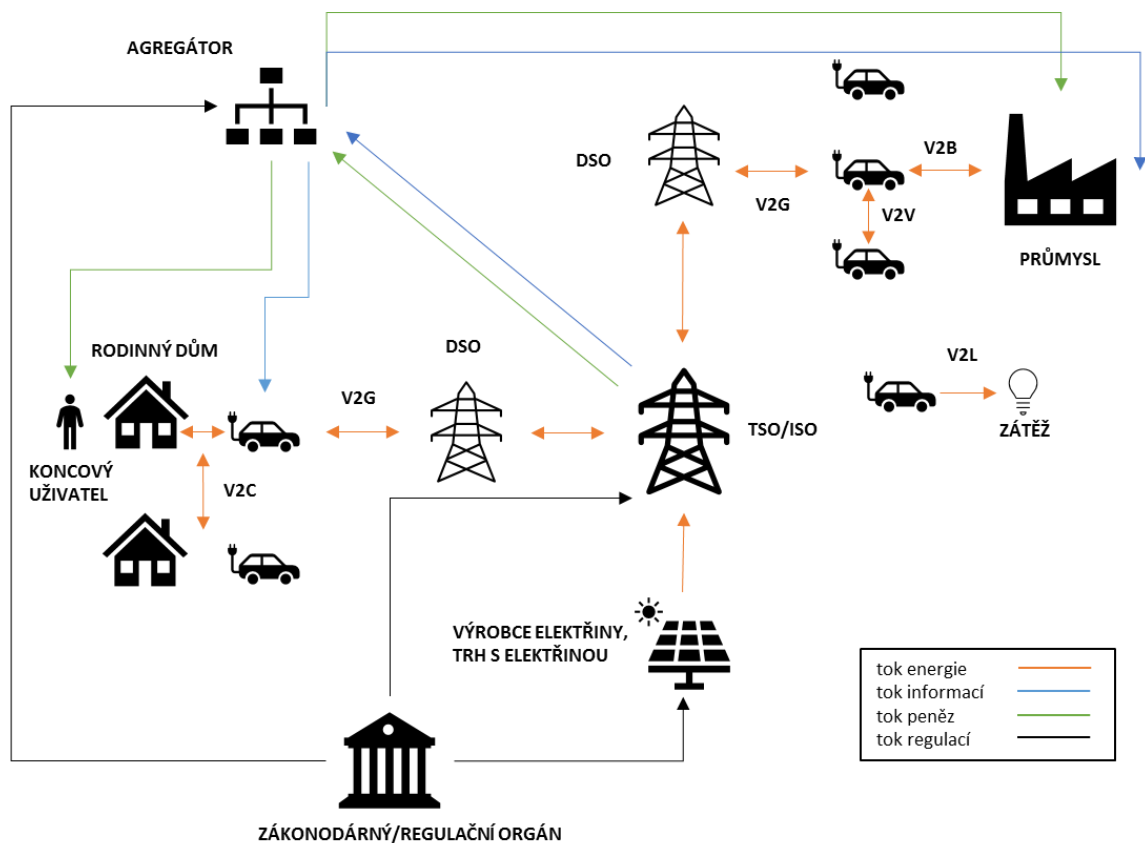 AGREGÁTOR
DSO
V2G
V2B
V2V
PRŮMYSL
RODINNÝ DŮM
DSO
V2G
V2L
TSO/ISO
ZÁTĚŽ
KONCOVÝ
UŽIVATEL
V2C
VÝROBCE ELEKTŘINY,
TRH S ELEKTŘINOU
tok energie
tok informací
tok peněz
tok regulací
ZÁKONODÁRNÝ/REGULAČNÍ ORGÁN